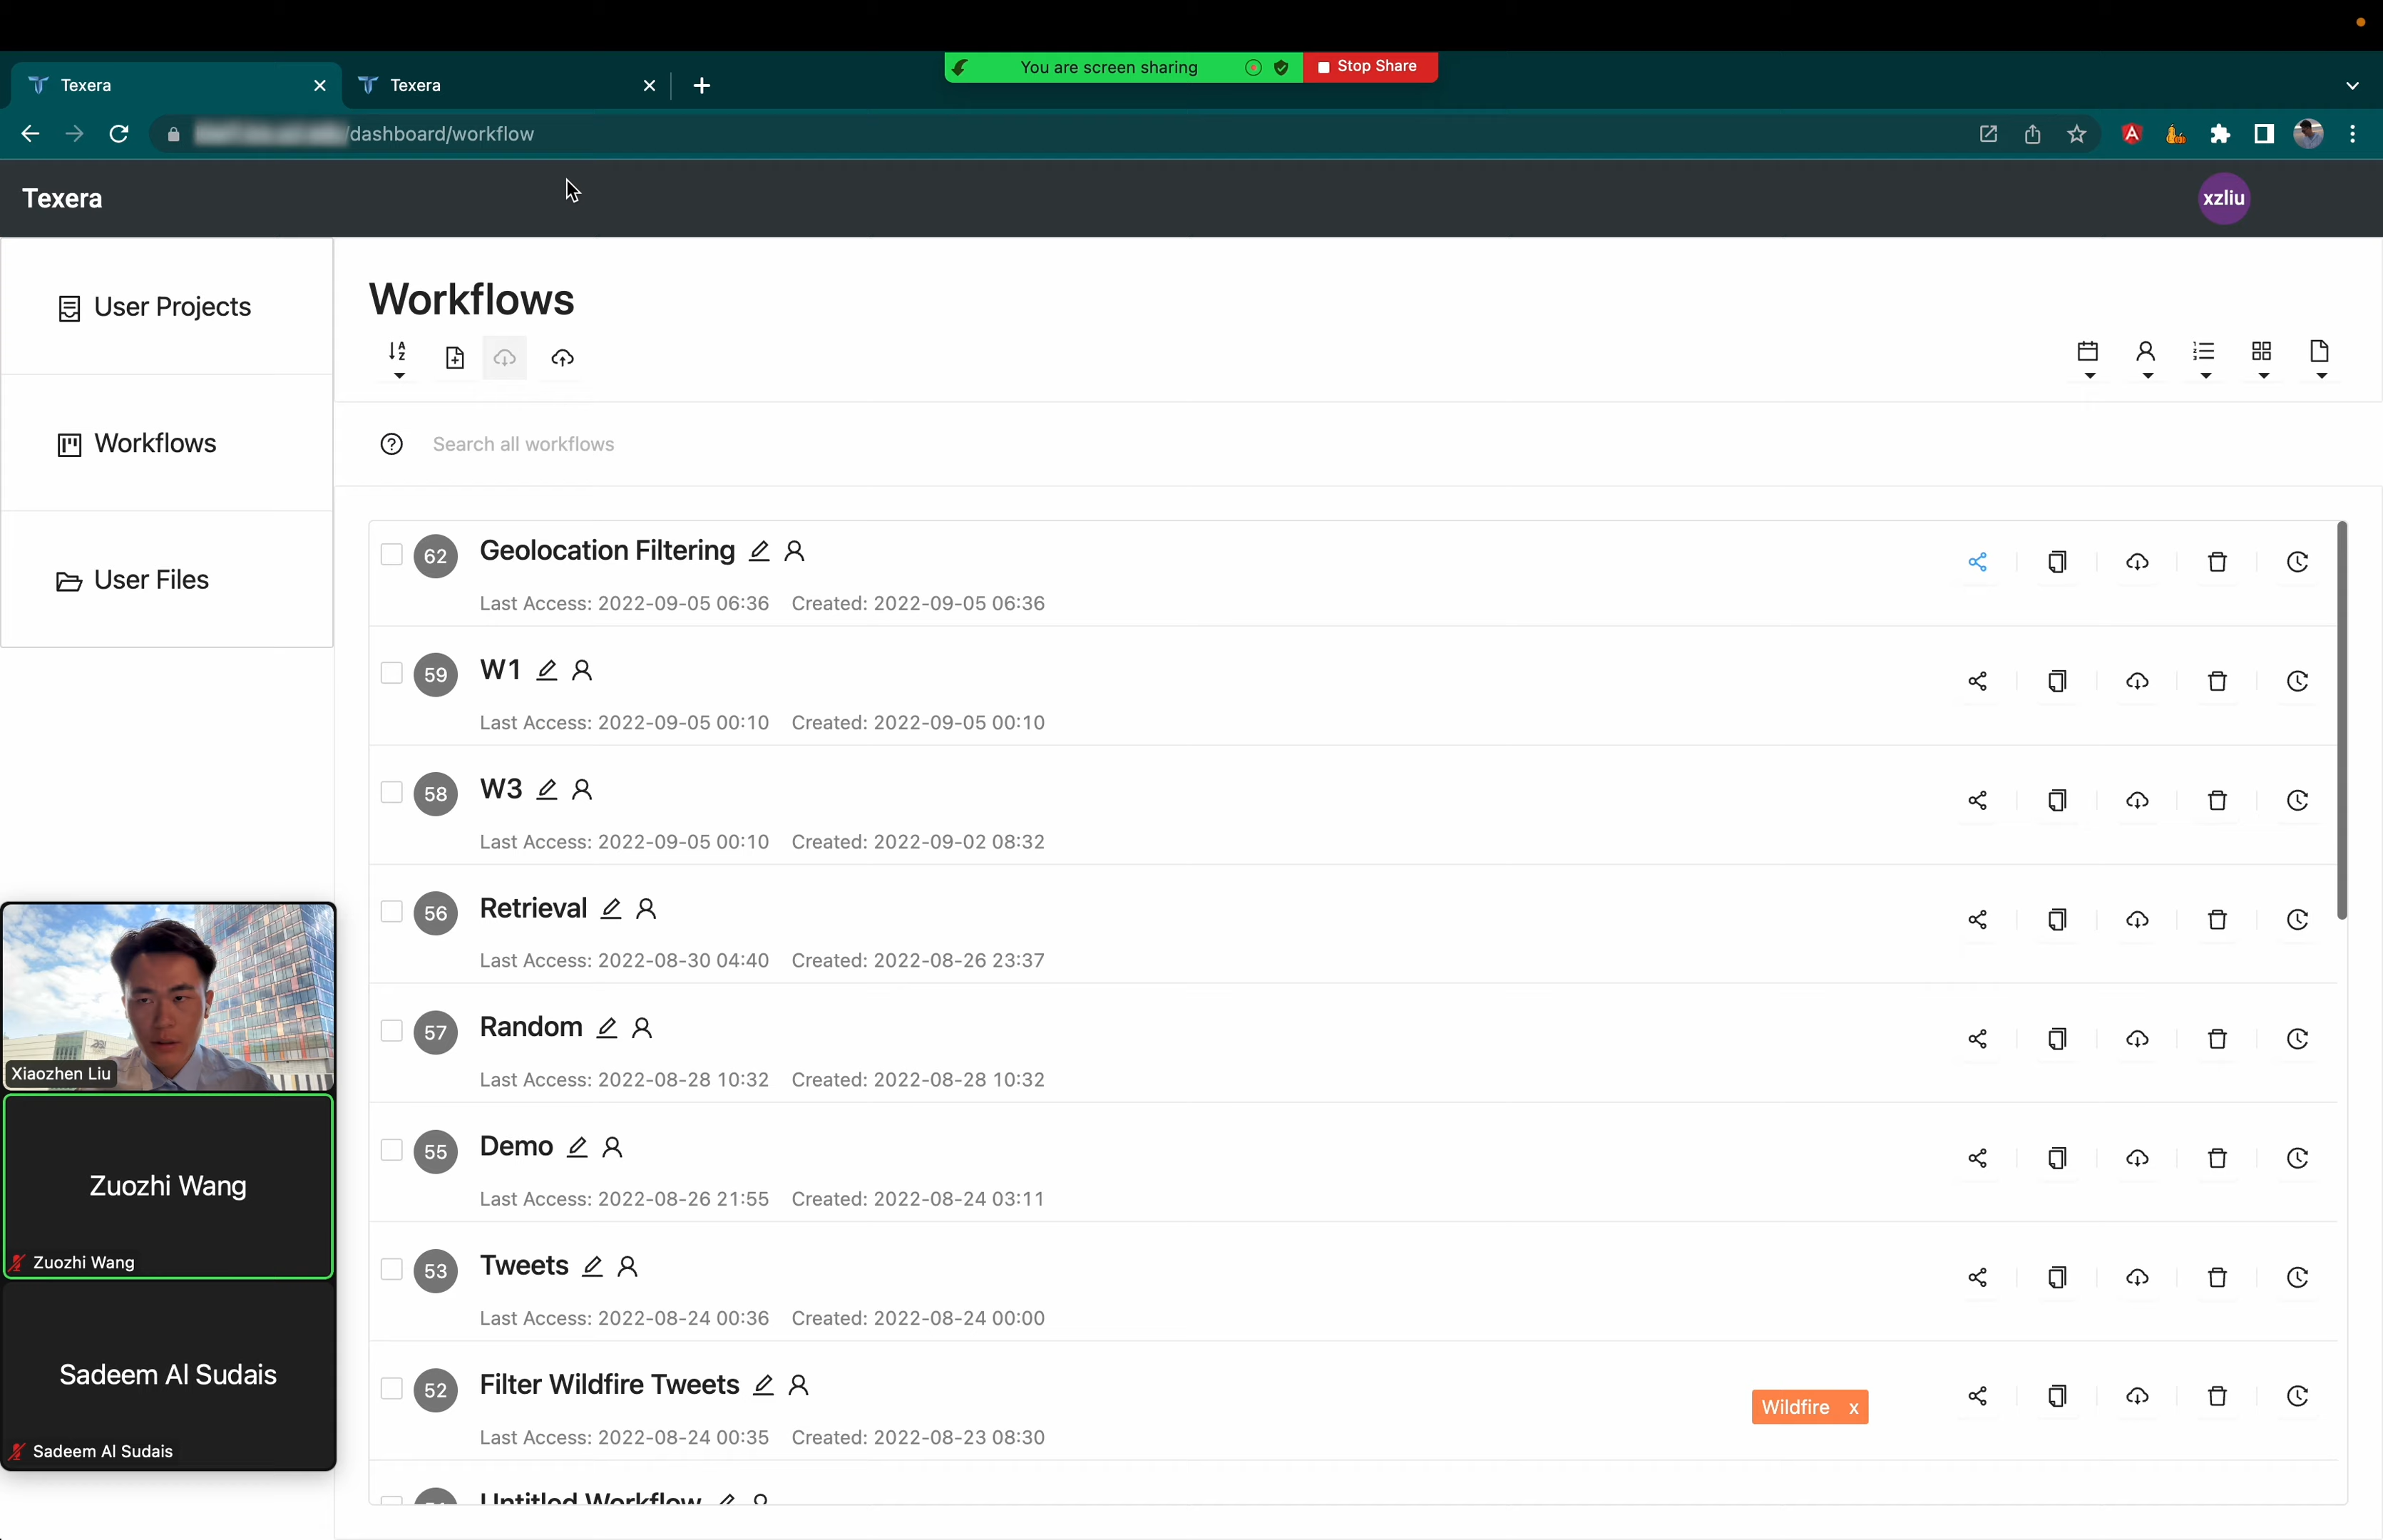 You are screen sharing
Stop Share
Texera
Texera
/dashboard/workflow
Texera
xzliu
User Projects
Workflows
User Files
Workflows
Search all workflows
62 Geolocation Filtering
Last Access: 2022-09-05 06:36 Created: 2022-09-05 06:36
59 W1
Last Access: 2022-09-05 00:10 Created: 2022-09-05 00:10
58 W3
Last Access: 2022-09-05 00:10 Created: 2022-09-02 08:32
56 Retrieval
Last Access: 2022-08-30 04:40 Created: 2022-08-26 23:37
57 Random
Last Access: 2022-08-28 10:32 Created: 2022-08-28 10:32
55 Demo
Last Access: 2022-08-26 21:55 Created: 2022-08-24 03:11
53 Tweets
Last Access: 2022-08-24 00:36 Created: 2022-08-24 00:00
52 Filter Wildfire Tweets
Wildfire x
Last Access: 2022-08-24 00:35 Created: 2022-08-23 08:30
Untitled Workflow
Xiaozhen Liu
Zuozhi Wang
Zuozhi Wang
Sadeem Al Sudais
Sadeem Al Sudais